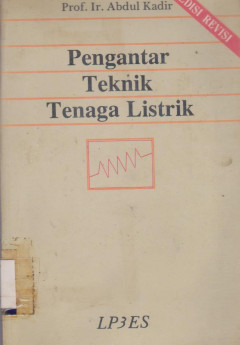 Prof. Ir. Abdul Kadir
EDISI REVISI
Pengantar
Teknik
Tenaga Listrik
LP3ES